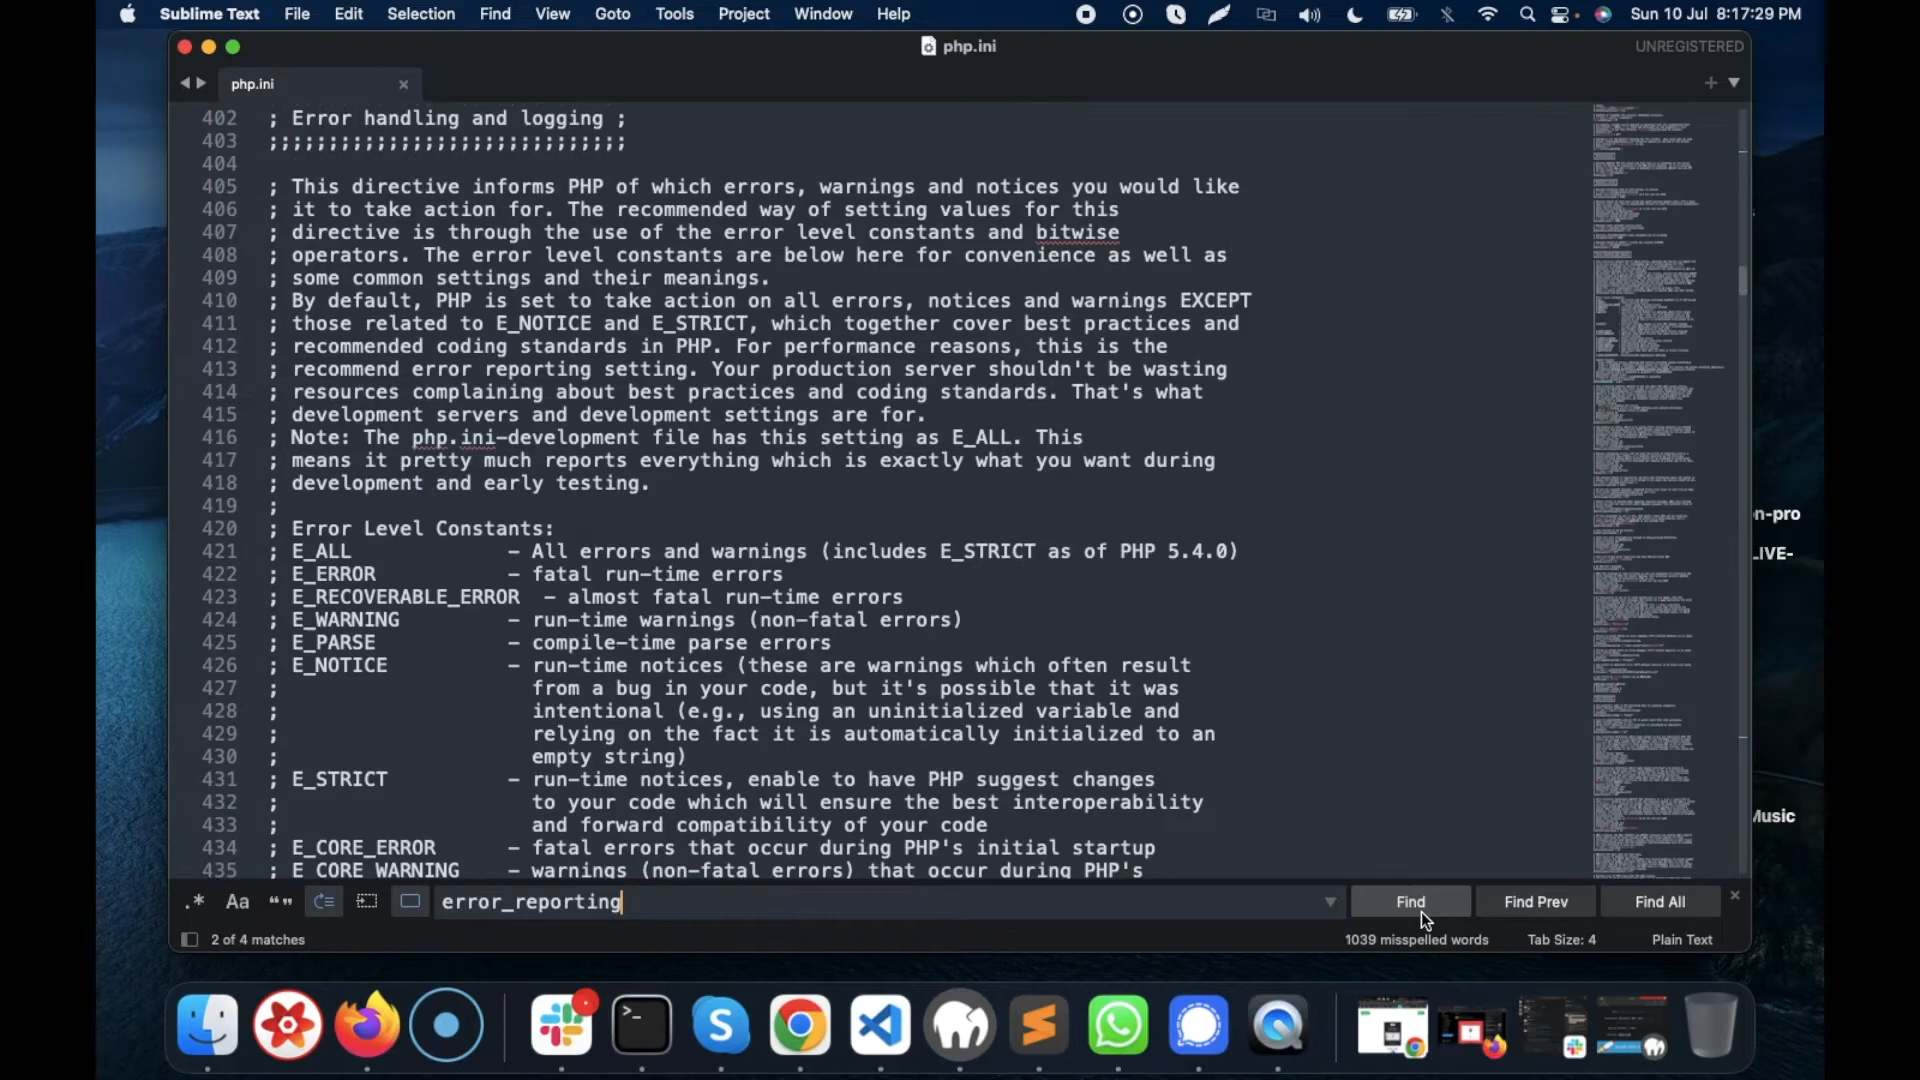 Sublime Text File Edit Selection Find View Goto Tools Project Window Help Sun 10 Jul 8:17:29 PM
php.ini UNREGISTERED
php.ini
402 ; Error handling and logging ;
403 ;;;;;;;;;;;;;;;;;;;;;;;;;;;;;;
404
405 ; This directive informs PHP of which errors, warnings and notices you would like
406 ; it to take action for. The recommended way of setting values for this
407 ; directive is through the use of the error level constants and bitwise
408 ; operators. The error level constants are below here for convenience as well as
409 ; some common settings and their meanings.
410 ; By default, PHP is set to take action on all errors, notices and warnings EXCEPT
411 ; those related to E_NOTICE and E_STRICT, which together cover best practices and
412 ; recommended coding standards in PHP. For performance reasons, this is the
413 ; recommend error reporting setting. Your production server shouldn't be wasting
414 ; resources complaining about best practices and coding standards. That's what
415 ; development servers and development settings are for.
416 ; Note: The php.ini-development file has this setting as E_ALL. This
417 ; means it pretty much reports everything which is exactly what you want during
418 ; development and early testing.
419 ;
420 ; Error Level Constants:
421 ; E_ALL – All errors and warnings (includes E_STRICT as of PHP 5.4.0)
422 ; E_ERROR – fatal run-time errors
423 ; E_RECOVERABLE_ERROR – almost fatal run-time errors
424 ; E_WARNING – run-time warnings (non-fatal errors)
425 ; E_PARSE – compile-time parse errors
426 ; E_NOTICE – run-time notices (these are warnings which often result
427 ; from a bug in your code, but it's possible that it was
428 ; intentional (e.g., using an uninitialized variable and
429 ; relying on the fact it is automatically initialized to an
430 ; empty string)
431 ; E_STRICT – run-time notices, enable to have PHP suggest changes
432 ; to your code which will ensure the best interoperability
433 ; and forward compatibility of your code
434 ; E_CORE_ERROR – fatal errors that occur during PHP's initial startup
435 ; E_CORE_WARNING – warnings (non-fatal errors) that occur during PHP's
n-pro
LIVE-
Music
.* Aa “” error_reporting Find Find Prev Find All
2 of 4 matches 1039 misspelled words Tab Size: 4 Plain Text